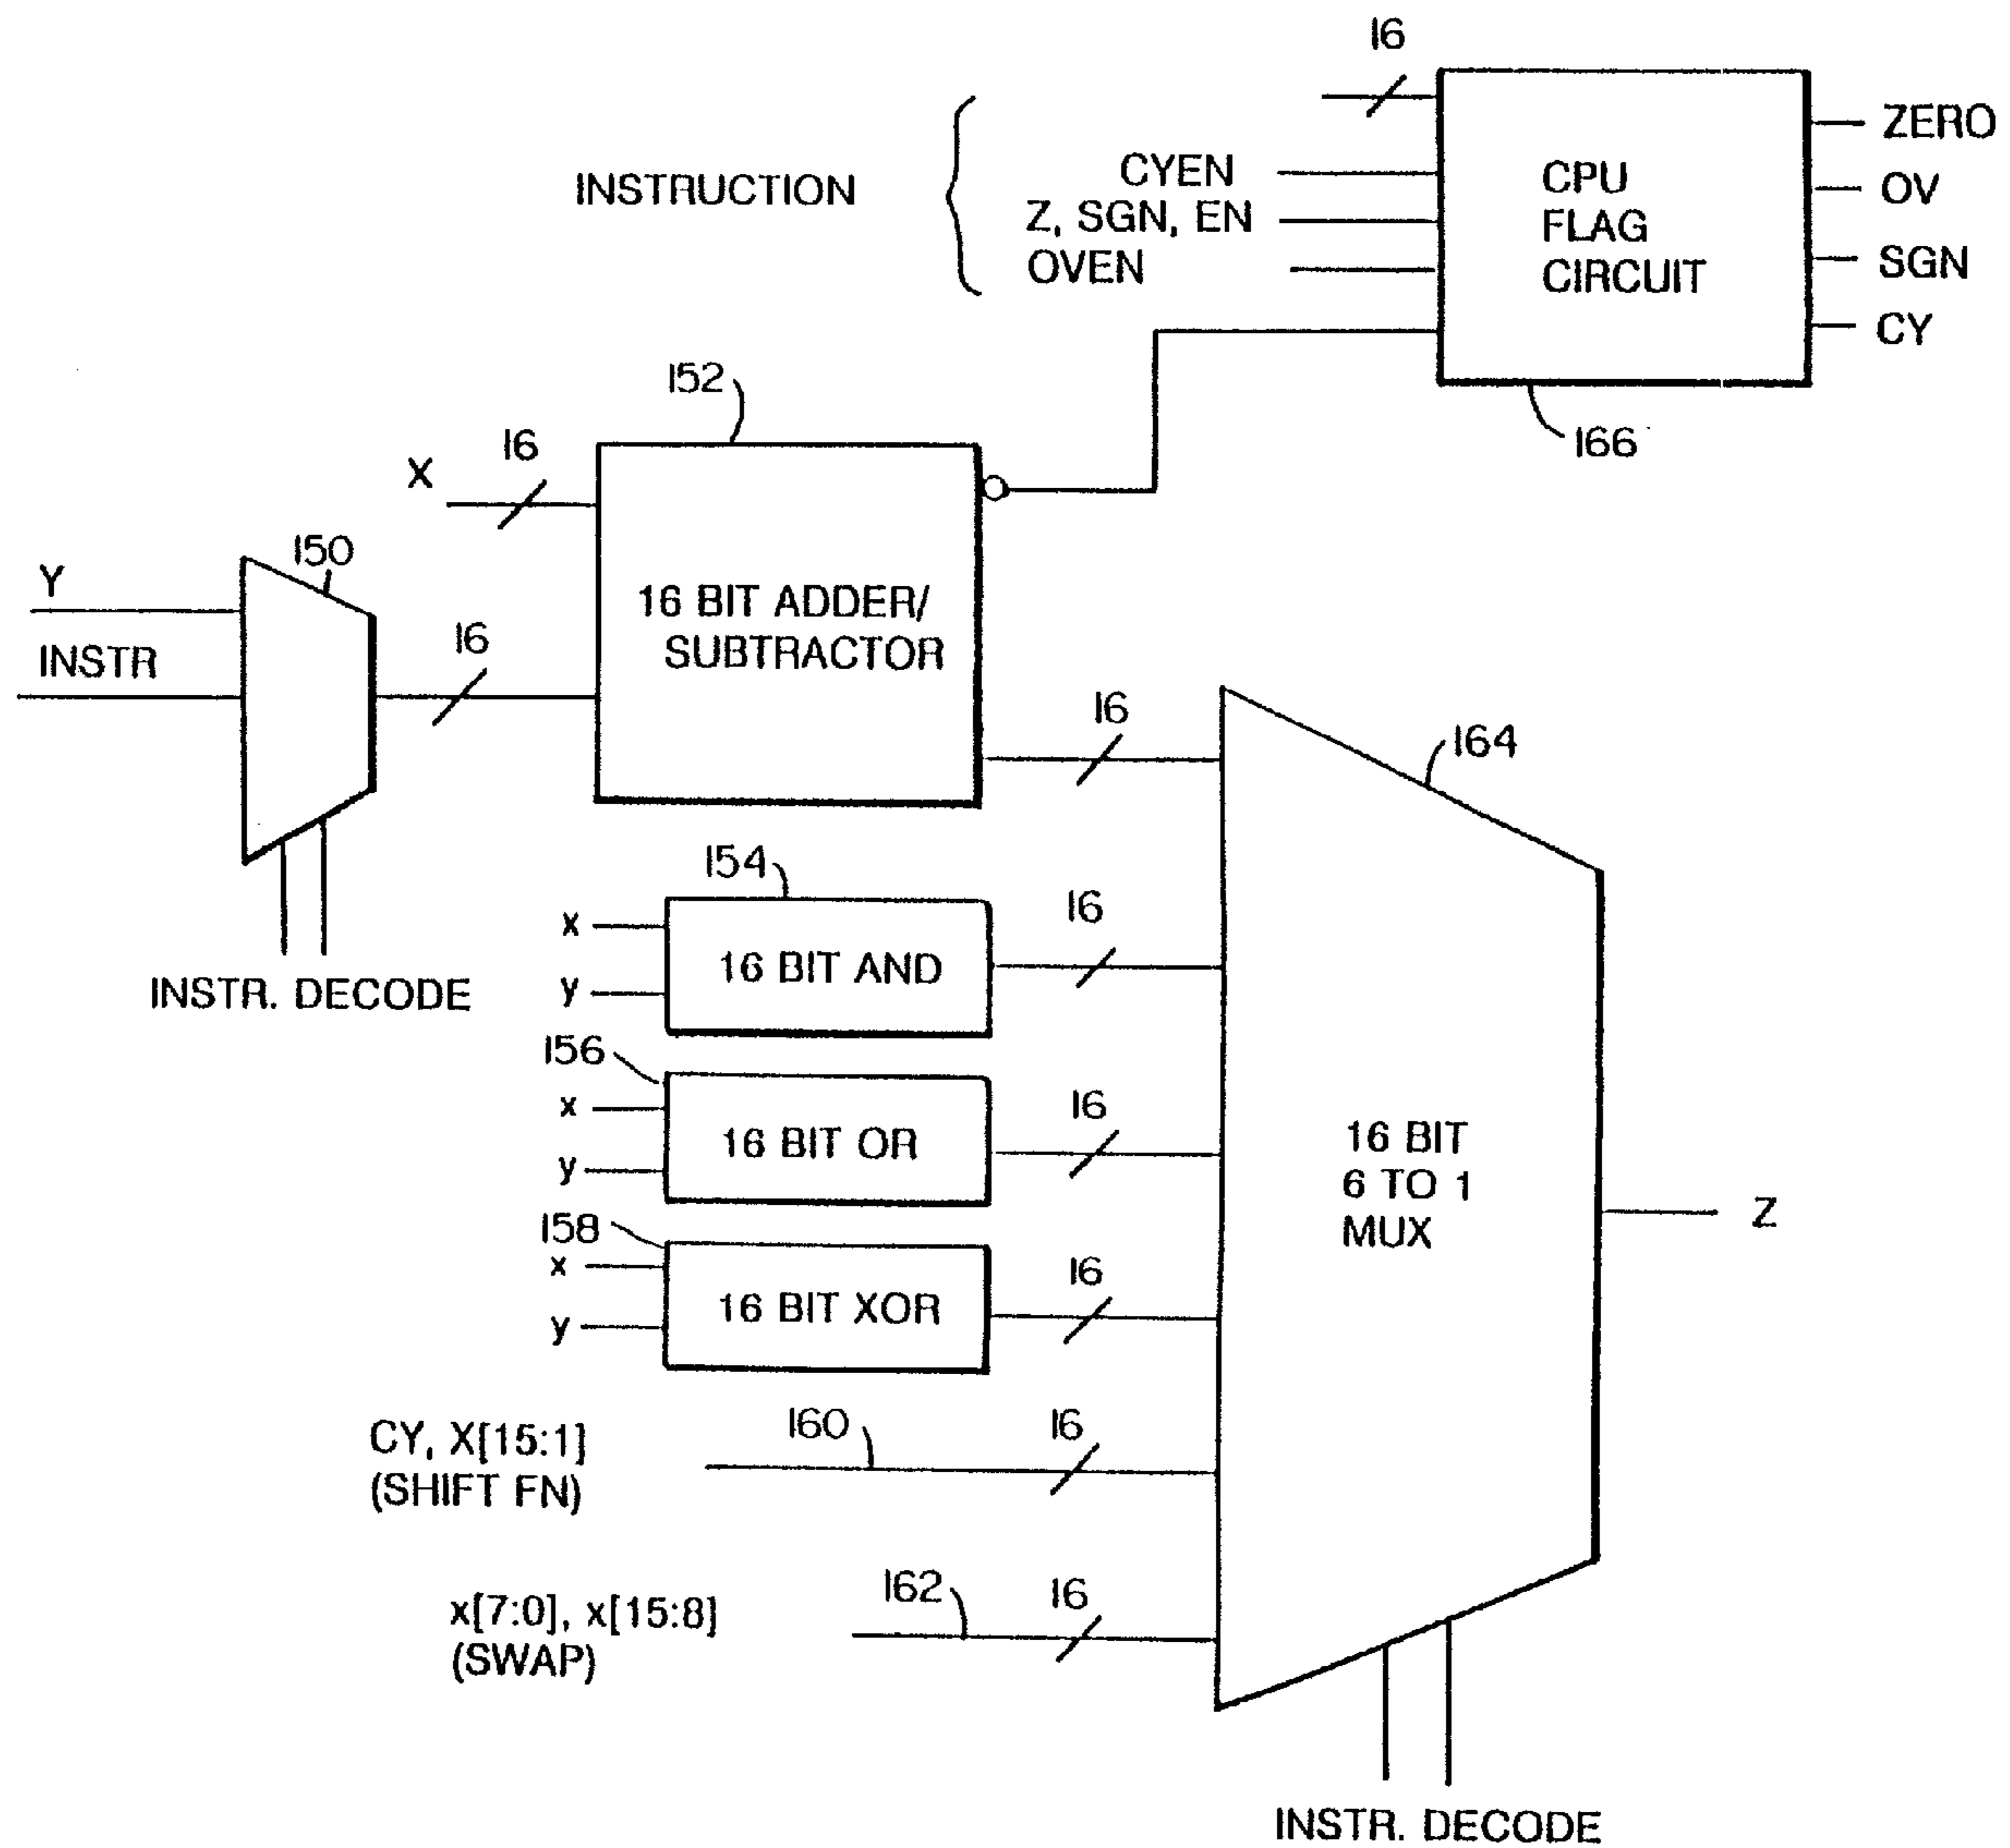 16
ZERO
CYEN
CPU
INSTRUCTION
OV
Z, SGN, EN
FLAG
OVEN
SGN
CIRCUIT
CY
152
166
16
X
150
Y
16 BIT ADDER/
16
SUBTRACTOR
INSTR
16
164
154
16
x
16 BIT AND
y
INSTR. DECODE
156
x
16
16 BIT OR
16 BIT
y
6 TO 1
Z
158
MUX
x
16
16 BIT XOR
y
CY, X[15:1]
160
16
(SHIFT FN)
162
16
x[7:0], x[15:8]
(SWAP)
INSTR. DECODE